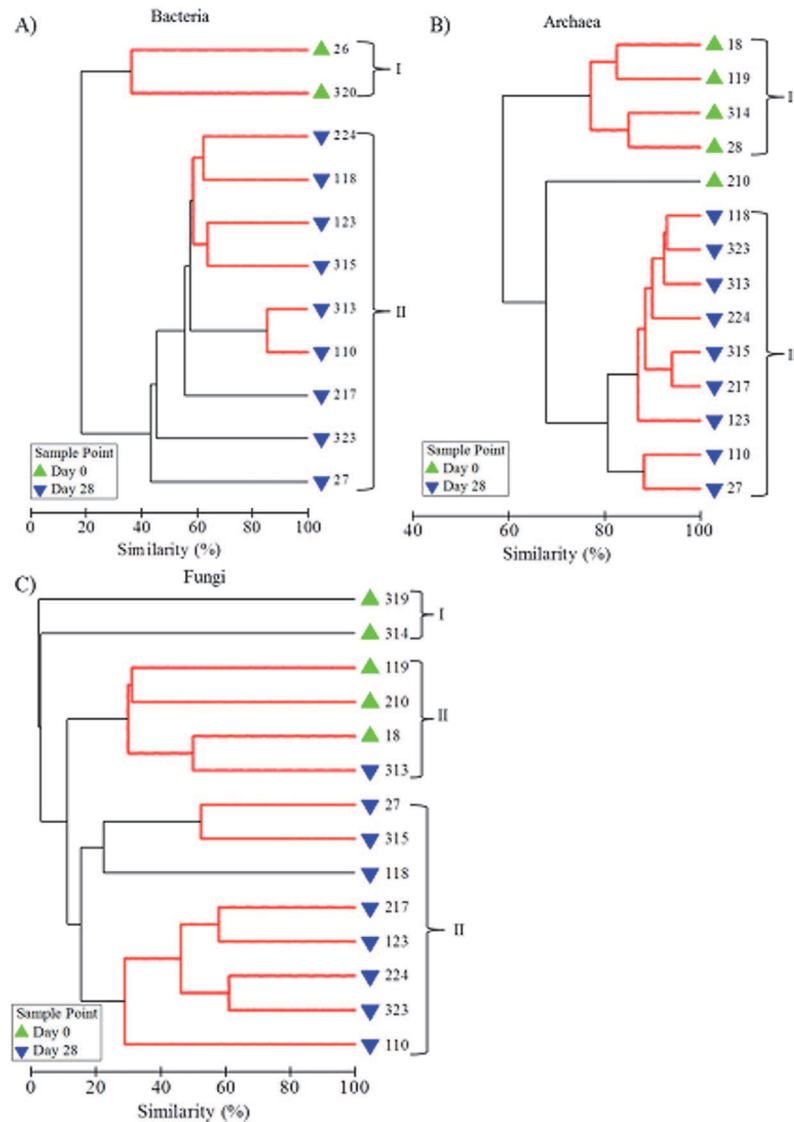 A)
Bacteria
26
320
I
224
118
123
315
313
110
217
323
27
II
Sample Point
Day 0
Day 28
0 20 40 60 80 100
Similarity (%)
B)
Archaea
18
119
314
28
I
210
118
323
313
224
315
217
123
110
27
I
Sample Point
Day 0
Day 28
40 60 80 100
Similarity (%)
C)
Fungi
319
314
I
119
210
18
313
II
27
315
118
217
123
224
323
110
II
Sample Point
Day 0
Day 28
0 20 40 60 80 100
Similarity (%)